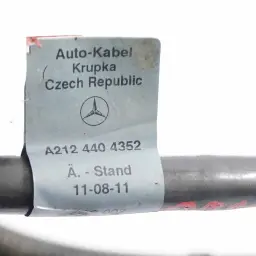 Auto-Kabel
Krupka
Czech Republic
A212 440 4352
Ä. - Stand
11-08-11